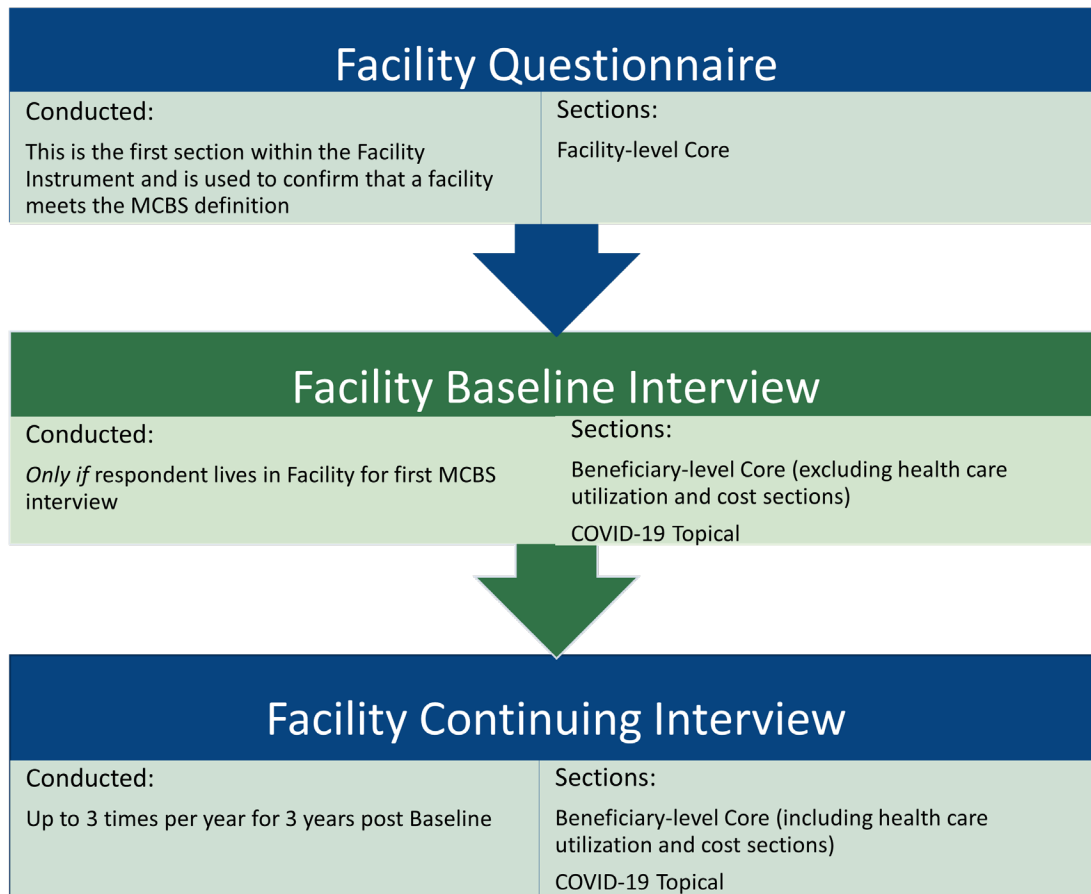 Facility Questionnaire
Conducted:
This is the first section within the Facility
Instrument and is used to confirm that a facility
meets the MCBS definition
Sections:
Facility-level Core
Facility Baseline Interview
Conducted:
Only if respondent lives in Facility for first MCBS
interview
Sections:
Beneficiary-level Core (excluding health care
utilization and cost sections)
COVID-19 Topical
Facility Continuing Interview
Conducted:
Up to 3 times per year for 3 years post Baseline
Sections:
Beneficiary-level Core (including health care
utilization and cost sections)
COVID-19 Topical